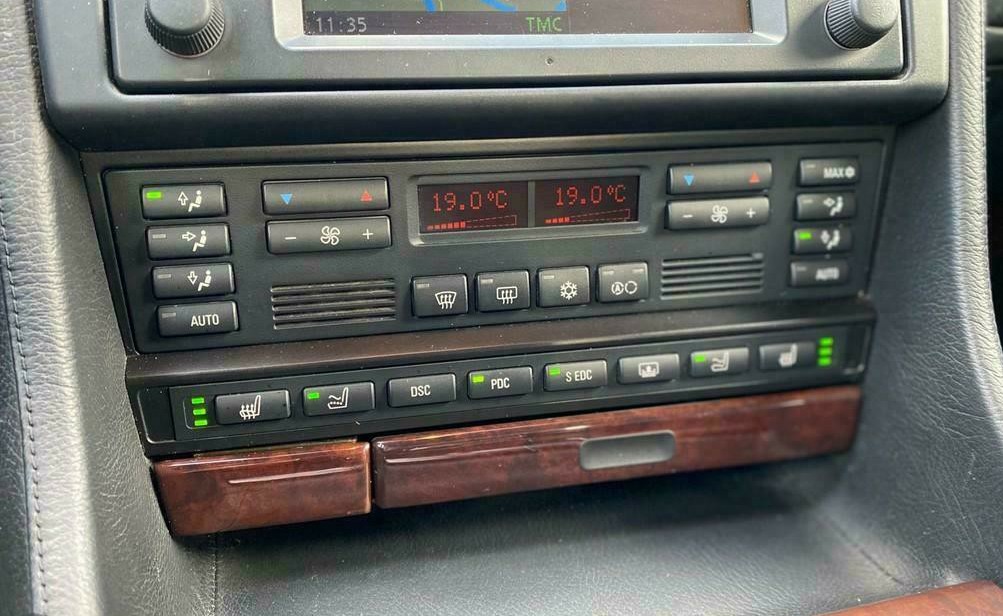 11:35 TMC
MAX
19.0°C 19.0°C
- + - +
AUTO A AUTO
DSC PDC S EDC